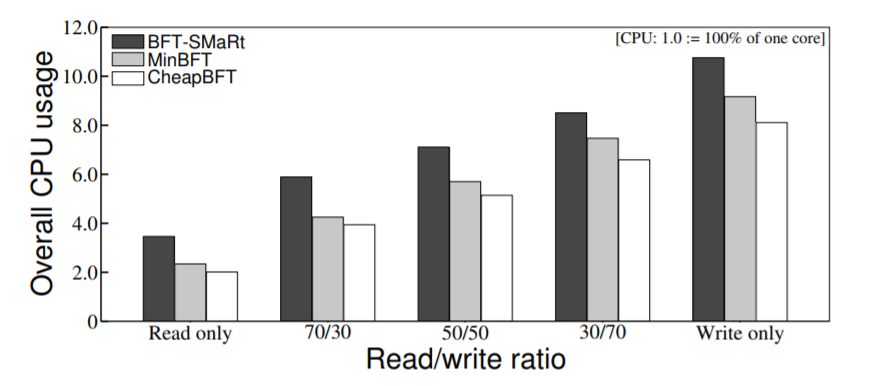 Overall CPU usage
12.0
10.0
8.0
6.0
4.0
2.0
0
BFT-SMaRt
MinBFT
CheapBFT
[CPU: 1.0 := 100% of one core]
Read only
70/30
50/50
30/70
Write only
Read/write ratio